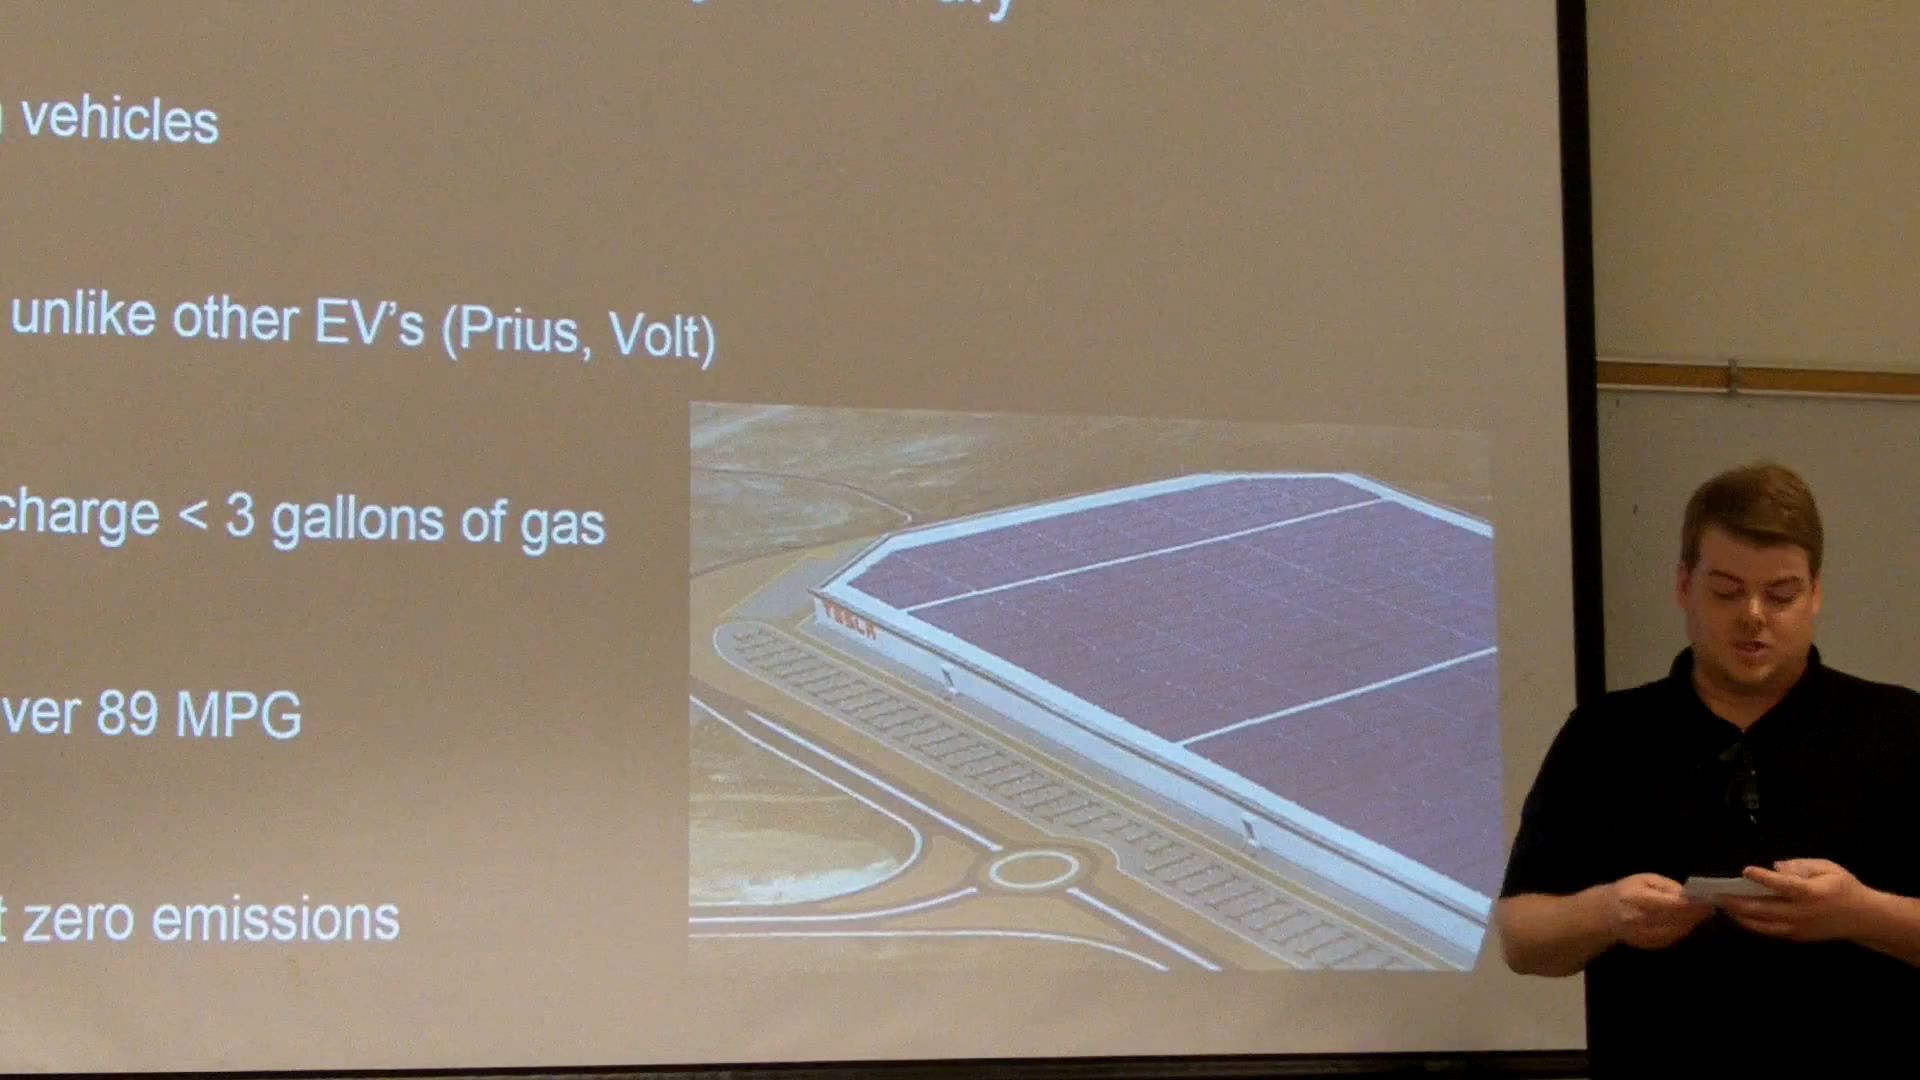 vehicles
unlike other EV's (Prius, Volt)
charge < 3 gallons of gas
ver 89 MPG
t zero emissions
TESLA